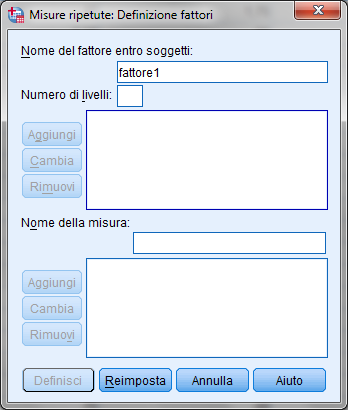 Misure ripetute: Definizione fattori
Nome del fattore entro soggetti:
fattore1
Numero di livelli:
Aggiungi
Cambia
Rimuovi
Nome della misura:
Aggiungi
Cambia
Rimuovi
Definisci Reimposta Annulla Aiuto